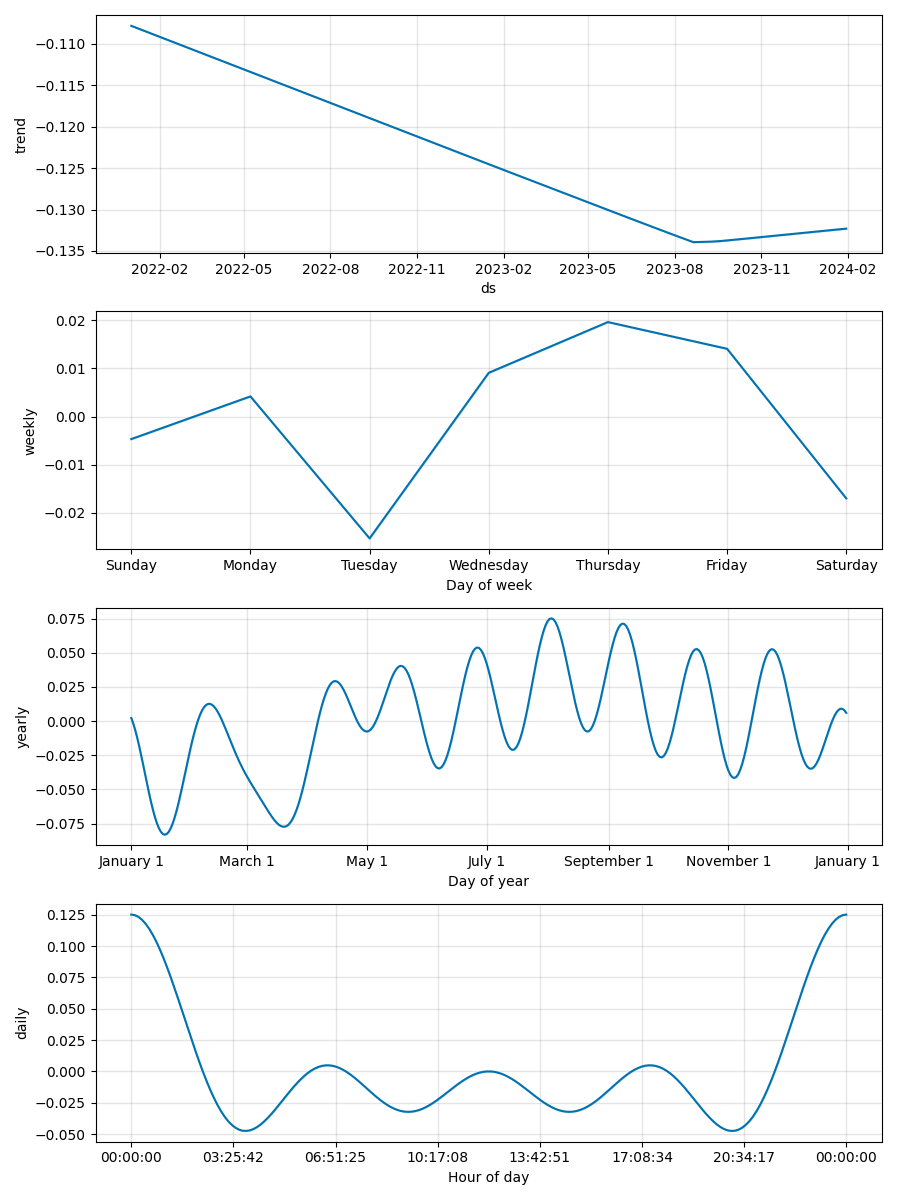 −0.110
−0.115
−0.120
−0.125
−0.130
−0.135
trend
2022-02 2022-05 2022-08 2022-11 2023-02 2023-05 2023-08 2023-11 2024-02
ds
0.02
0.01
0.00
−0.01
−0.02
weekly
Sunday Monday Tuesday Wednesday Thursday Friday Saturday
Day of week
0.075
0.050
0.025
0.000
−0.025
−0.050
−0.075
yearly
January 1 March 1 May 1 July 1 September 1 November 1 January 1
Day of year
0.125
0.100
0.075
0.050
0.025
0.000
−0.025
−0.050
daily
00:00:00 03:25:42 06:51:25 10:17:08 13:42:51 17:08:34 20:34:17 00:00:00
Hour of day